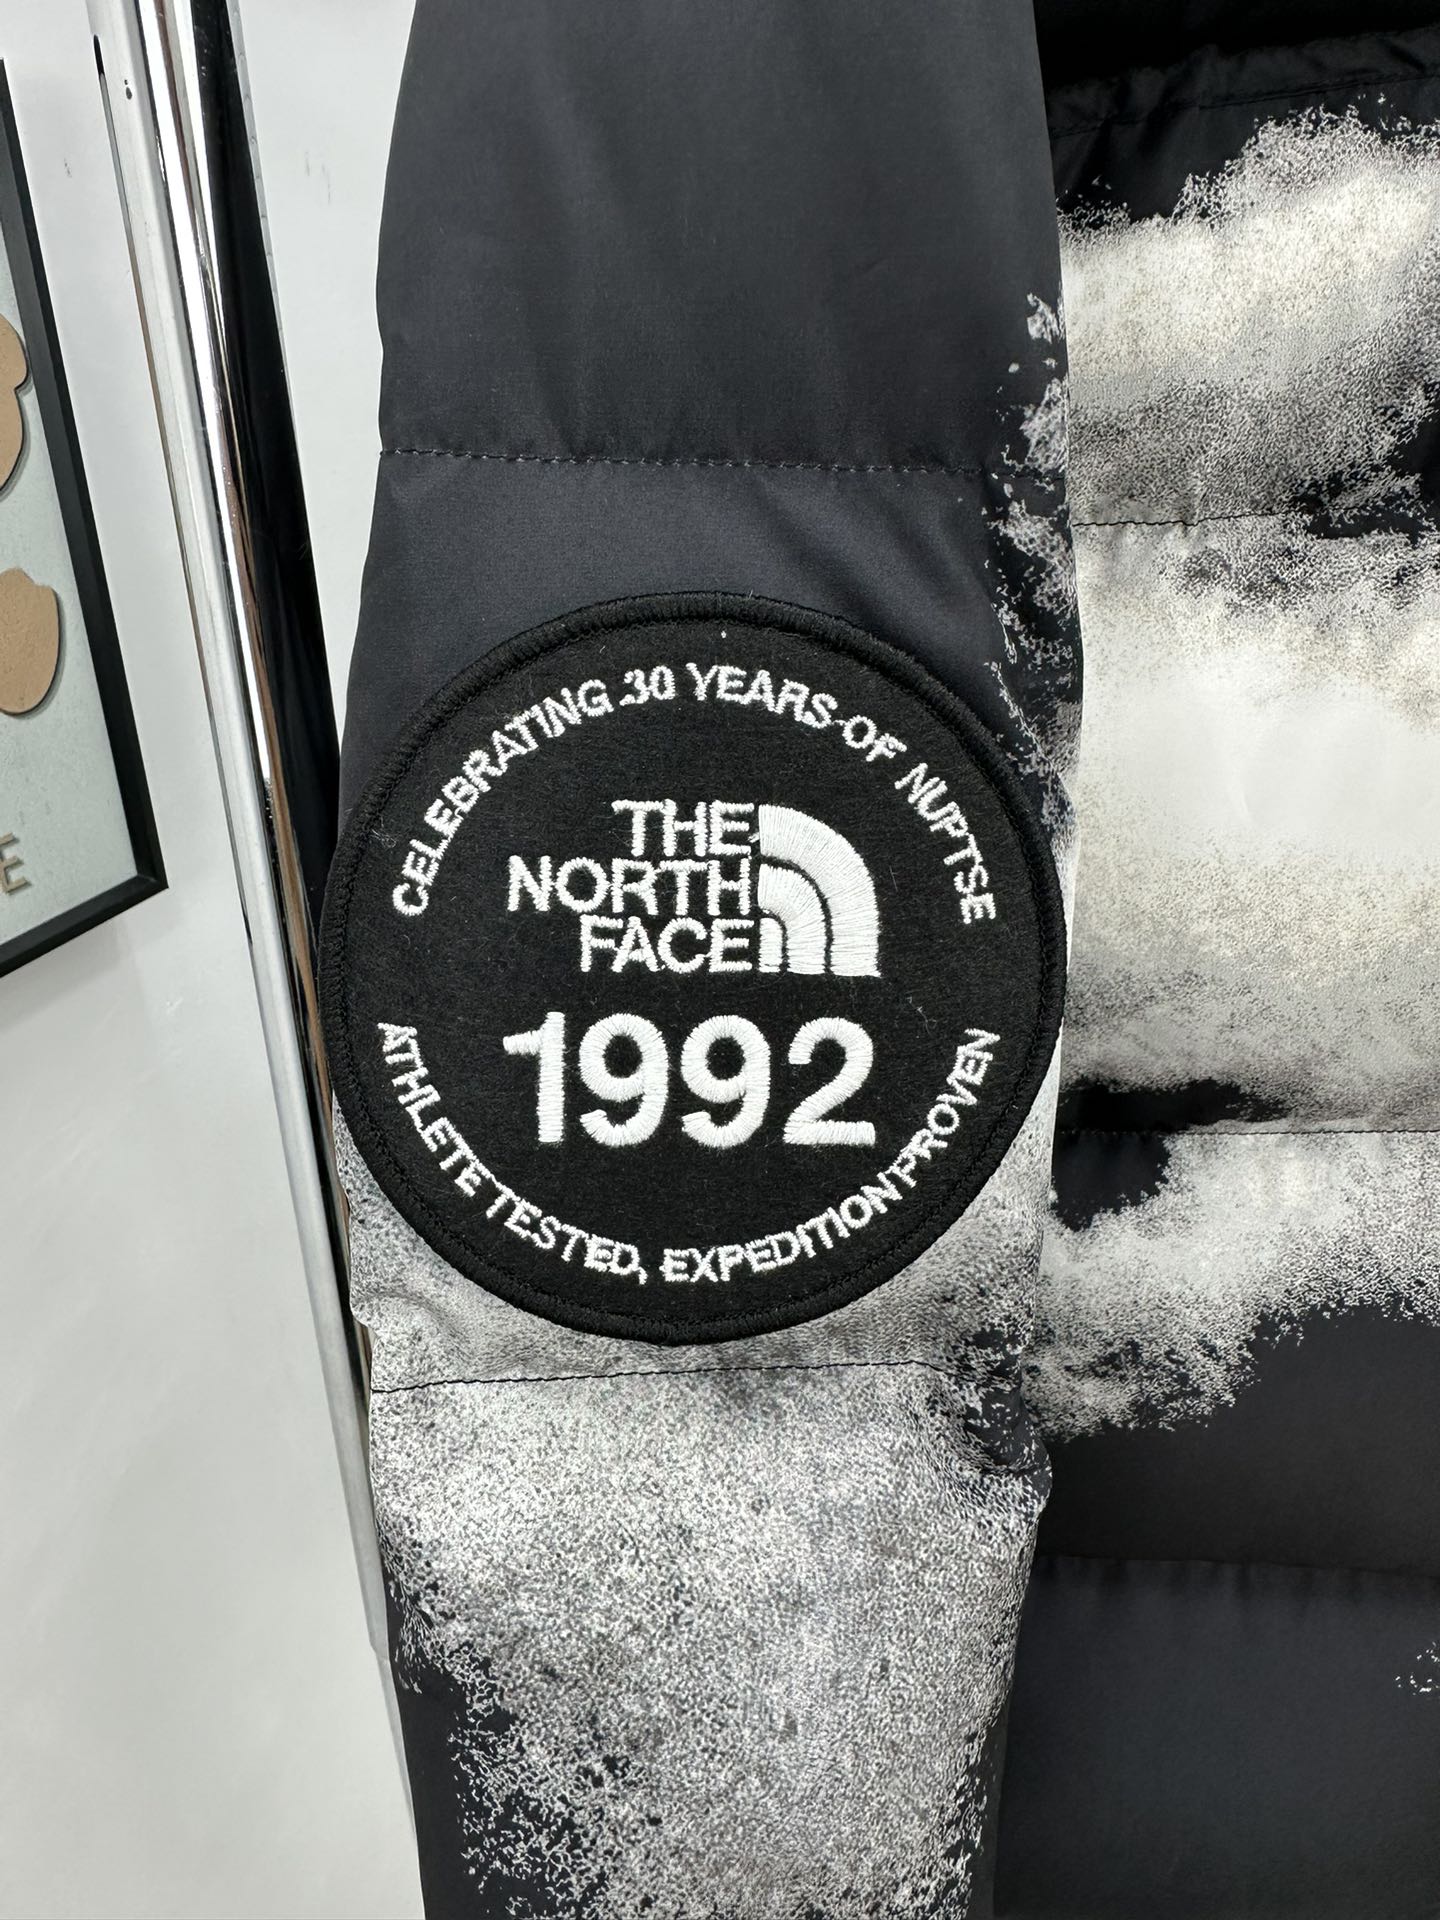 CELEBRATING 30 YEARS OF NUPTSE
THE
NORTH
FACE
1992
ATHLETE TESTED, EXPEDITION PROVEN
E